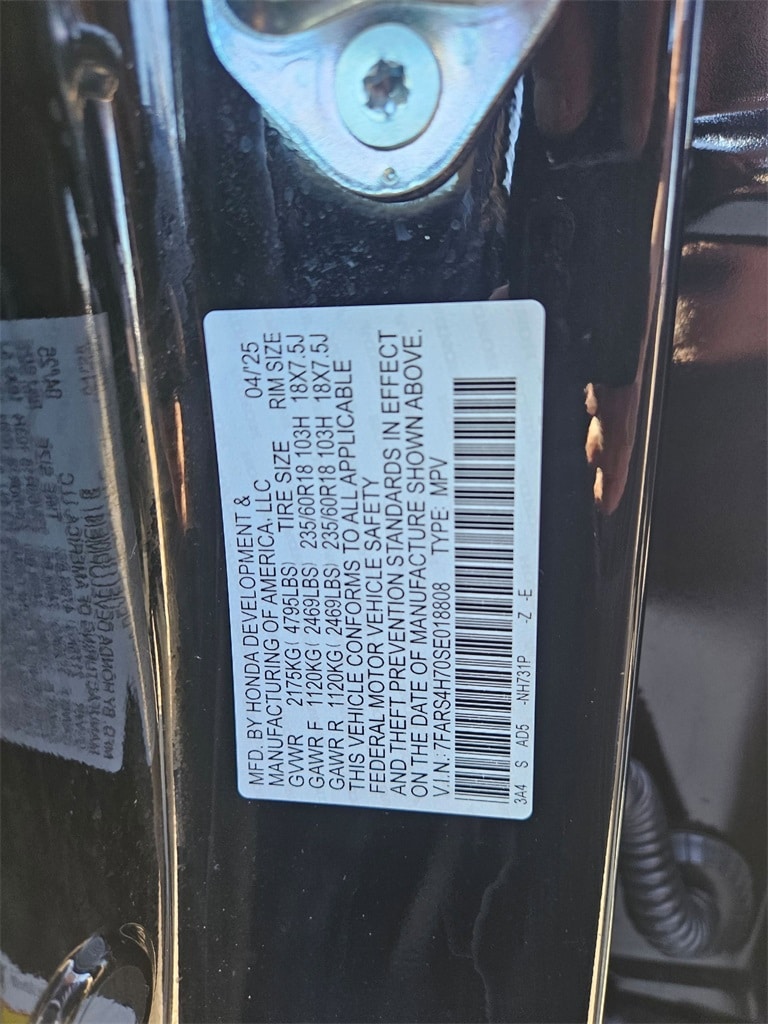 MFD. BY HONDA DEVELOPMENT &
MANUFACTURING OF AMERICA, LLC 04/'25
GVWR 2175KG( 4795LBS) TIRE SIZE RIM SIZE
GAWR F 1120KG( 2469LBS) 235/60R18 103H 18X7.5J
GAWR R 1120KG( 2469LBS) 235/60R18 103H 18X7.5J
THIS VEHICLE CONFORMS TO ALL APPLICABLE
FEDERAL MOTOR VEHICLE SAFETY
AND THEFT PREVENTION STANDARDS IN EFFECT
ON THE DATE OF MANUFACTURE SHOWN ABOVE.
V.I.N.: 7FARS4H70SE018808 TYPE: MPV
3A4 S AD5 -NH731P -Z -E